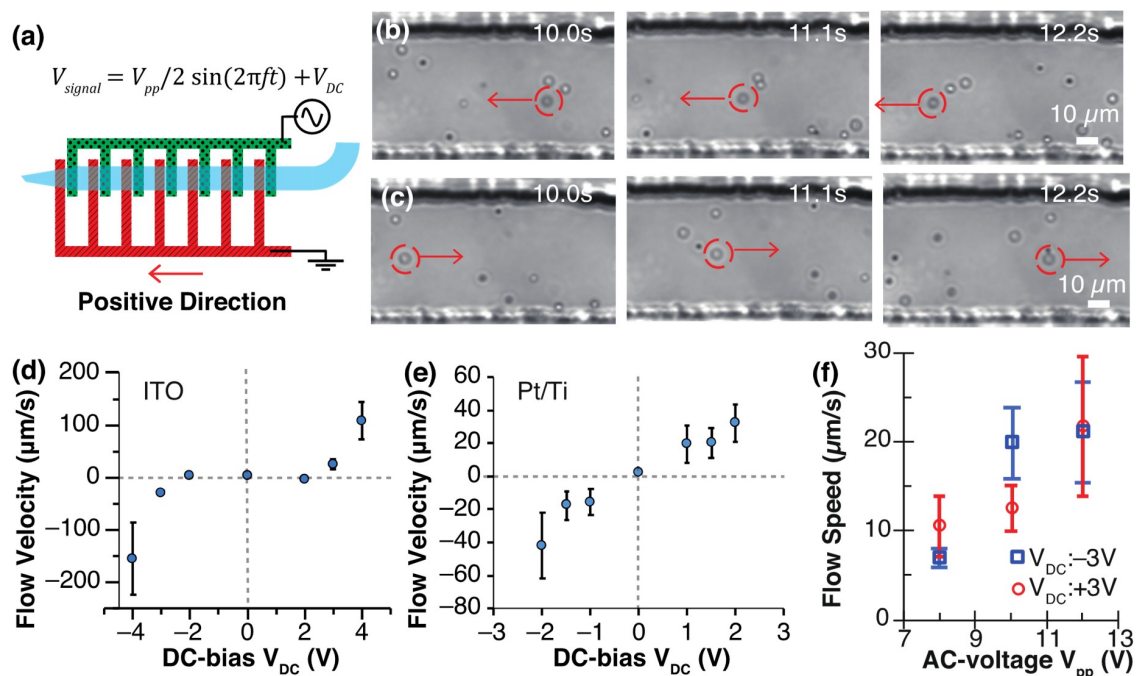 (a)
V_signal = V_pp/2 sin(2πft) + V_DC
Positive Direction
(b)
10.0s
11.1s
12.2s
10 µm
(c)
10.0s
11.1s
12.2s
10 µm
(d)
ITO
Flow Velocity (µm/s)
200
100
0
−100
−200
−4
−2
0
2
4
DC-bias V_DC (V)
(e)
Pt/Ti
Flow Velocity (µm/s)
60
40
20
0
−20
−40
−60
−80
−3
−2
−1
0
1
2
3
DC-bias V_DC (V)
(f)
Flow Speed (µm/s)
30
20
10
0
V_DC:−3V
V_DC:+3V
7
9
11
13
AC-voltage V_pp (V)